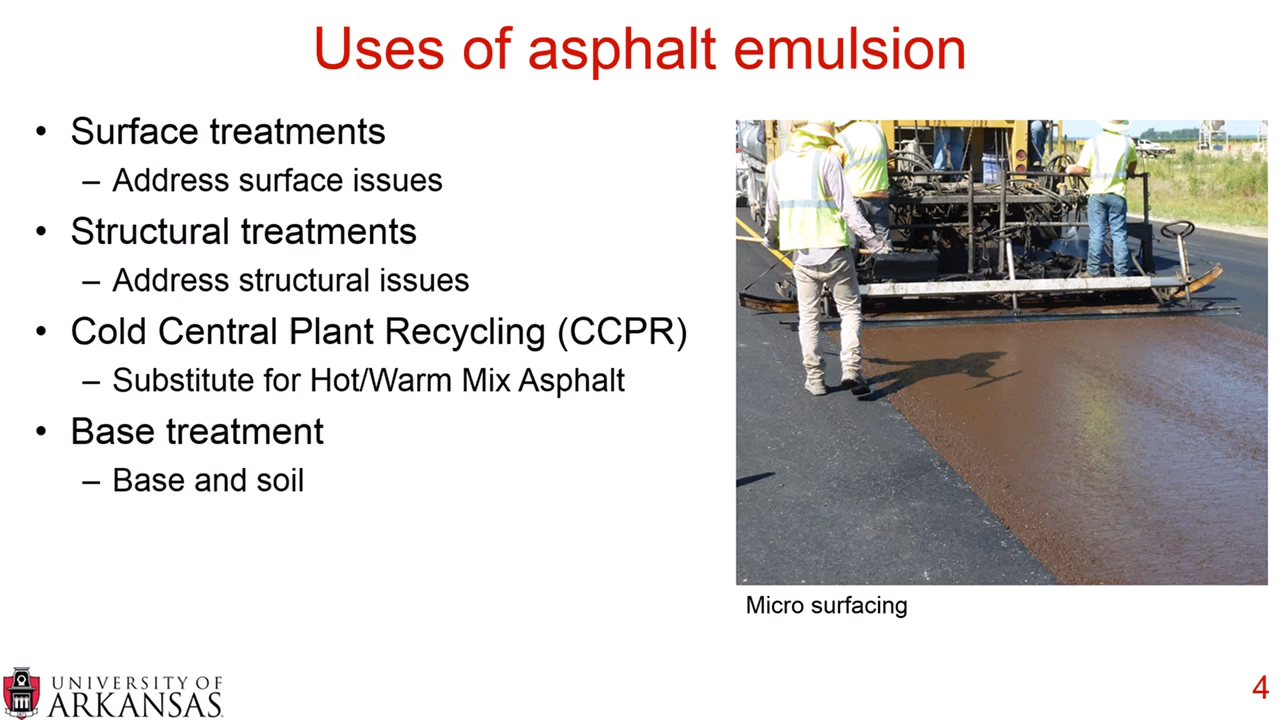 Uses of asphalt emulsion
• Surface treatments
– Address surface issues
• Structural treatments
– Address structural issues
• Cold Central Plant Recycling (CCPR)
– Substitute for Hot/Warm Mix Asphalt
• Base treatment
– Base and soil
Micro surfacing
UNIVERSITY OF
ARKANSAS
4